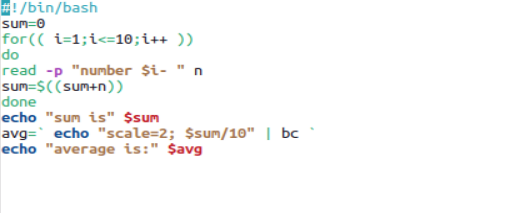 #!/bin/bash
sum=0
for(( i=1;i<=10;i++ ))
do
read -p "number $i- " n
sum=$((sum+n))
done
echo "sum is" $sum
avg=` echo "scale=2; $sum/10" | bc `
echo "average is:" $avg